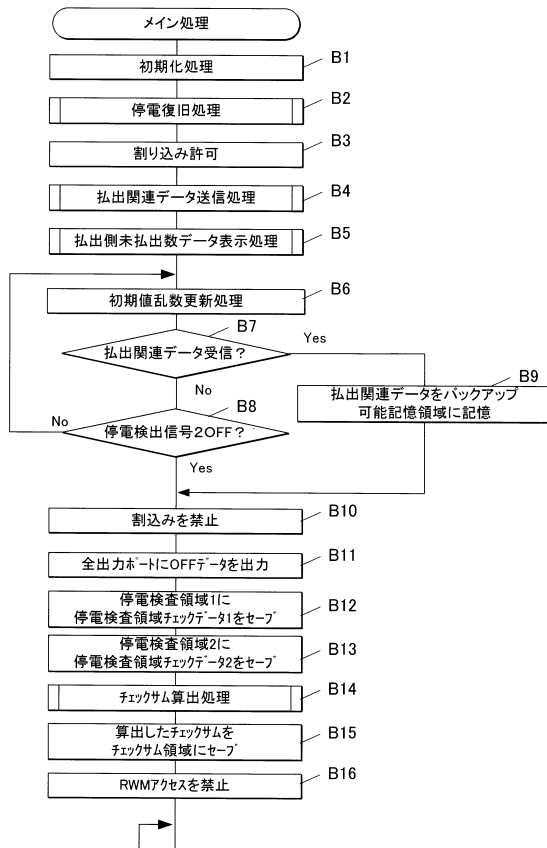 メイン処理
初期化処理
B1
停電復旧処理
B2
割り込み許可
B3
払出関連データ送信処理
B4
払出側未払出数データ表示処理
B5
初期値乱数更新処理
B6
B7
払出関連データ受信?
Yes
No
B9
払出関連データをバックアップ
可能記憶領域に記憶
B8
No
停電検出信号2OFF?
Yes
割込みを禁止
B10
全出力ポートにOFFデータを出力
B11
停電検査領域1に
停電検査領域チェックデータ1をセーブ
B12
停電検査領域2に
停電検査領域チェックデータ2をセーブ
B13
チェックサム算出処理
B14
算出したチェックサムを
チェックサム領域にセーブ
B15
RWMアクセスを禁止
B16